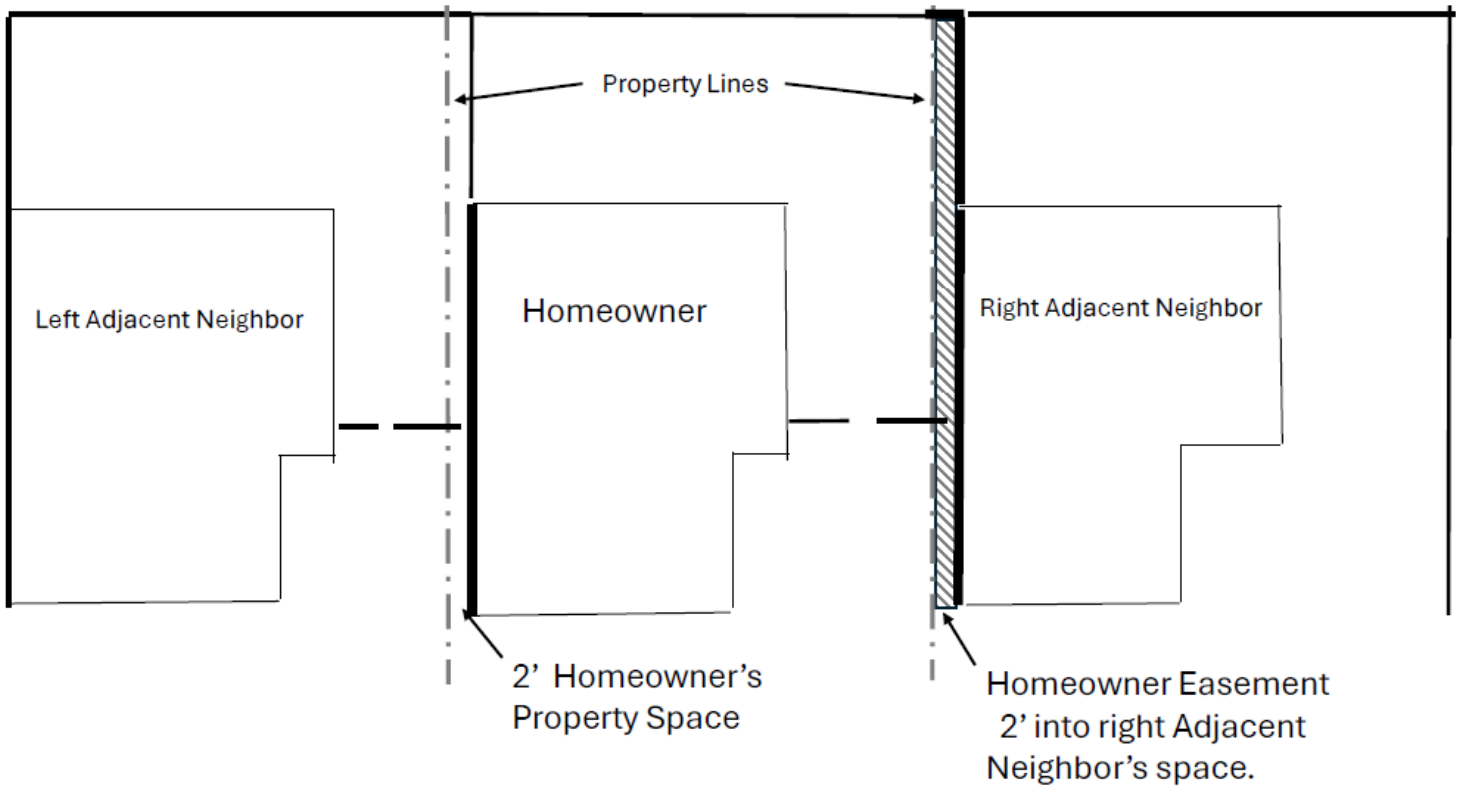 Property Lines
Left Adjacent Neighbor
Homeowner
Right Adjacent Neighbor
2’ Homeowner’s
Property Space
Homeowner Easement
2’ into right Adjacent
Neighbor’s space.